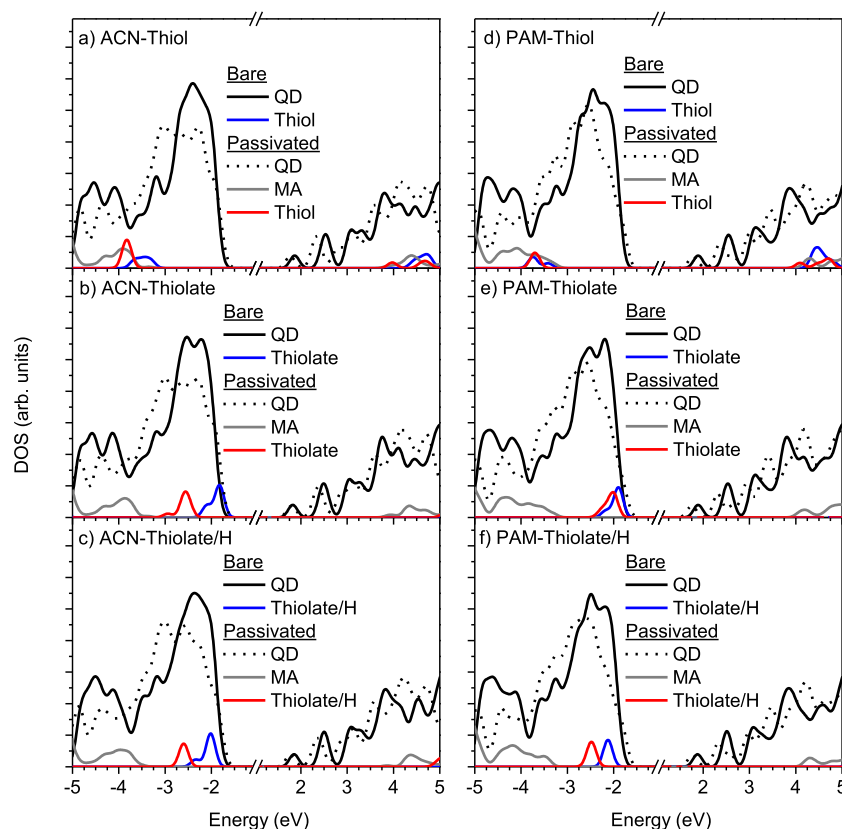 a) ACN-Thiol
Bare
QD
Thiol
Passivated
QD
MA
Thiol
d) PAM-Thiol
Bare
QD
Thiol
Passivated
QD
MA
Thiol
b) ACN-Thiolate
Bare
QD
Thiolate
Passivated
QD
MA
Thiolate
e) PAM-Thiolate
Bare
QD
Thiolate
Passivated
QD
MA
Thiolate
c) ACN-Thiolate/H
Bare
QD
Thiolate/H
Passivated
QD
MA
Thiolate/H
f) PAM-Thiolate/H
Bare
QD
Thiolate/H
Passivated
QD
MA
Thiolate/H
DOS (arb. units)
-5 -4 -3 -2 2 3 4 5
-5 -4 -3 -2 2 3 4 5
Energy (eV)
Energy (eV)